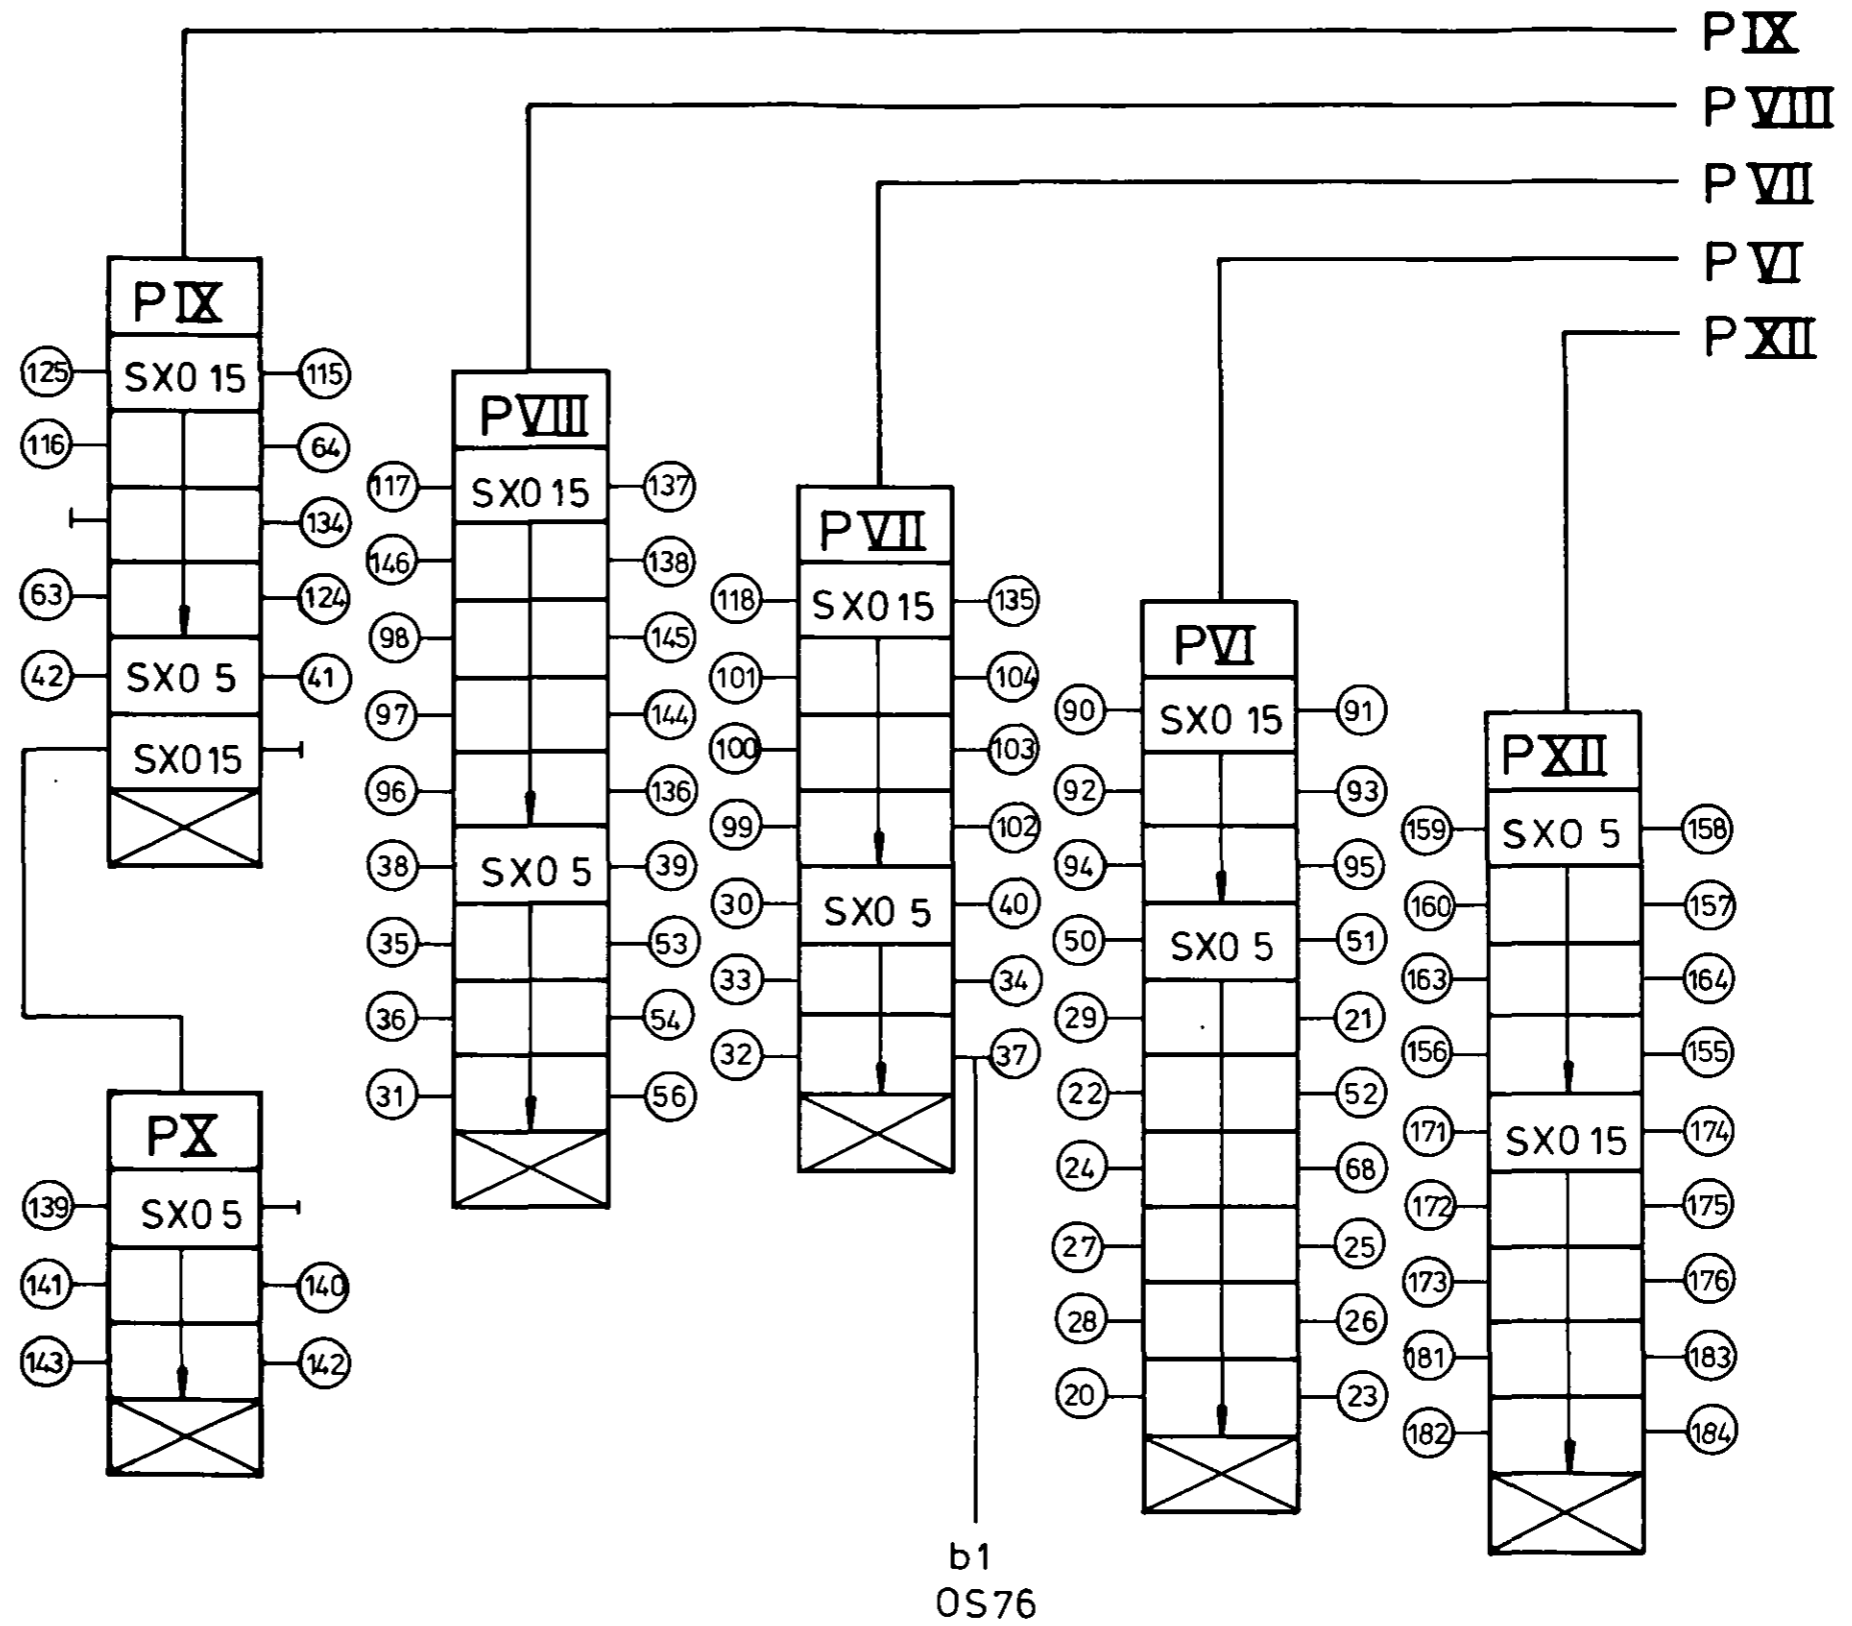 P IX
P VIII
P VII
P VI
P XII
P IX
125 SX0 15 115
116 64
134
63 124
42 SX0 5 41
SX0 15
P X
139 SX0 5
141 140
143 142
P VIII
117 SX0 15 137
146 138
98 145
97 144
96 136
38 SX0 5 39
35 53
36 54
31 56
P VII
118 SX0 15 135
101 104
100 103
99 102
30 SX0 5 40
33 34
32 37
b1
OS76
P VI
90 SX0 15 91
92 93
94 95
50 SX0 5 51
29 21
22 52
24 68
27 25
28 26
20 23
P XII
159 SX0 5 158
160 157
163 164
156 155
171 SX0 15 174
172 175
173 176
181 183
182 184